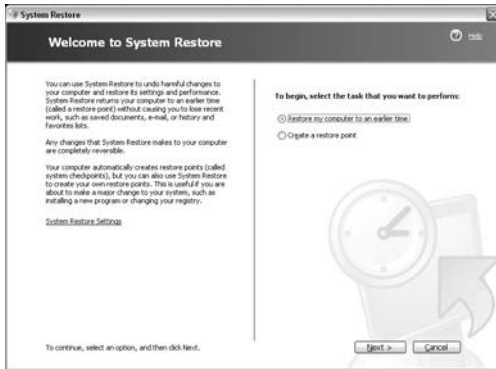 System Restore
Welcome to System Restore
Help
You can use System Restore to undo harmful changes to
your computer and restore its settings and performance.
System Restore returns your computer to an earlier time
(called a restore point) without causing you to lose recent
work, such as saved documents, e-mail, or history and
favorites lists.
Any changes that System Restore makes to your computer
are completely reversible.
Your computer automatically creates restore points (called
system checkpoints), but you can also use System Restore
to create your own restore points. This is useful if you are
about to make a major change to your system, such as
installing a new program or changing your registry.
System Restore Settings
To begin, select the task that you want to perform:
Restore my computer to an earlier time
Create a restore point
To continue, select an option, and then click Next.
Next > Cancel